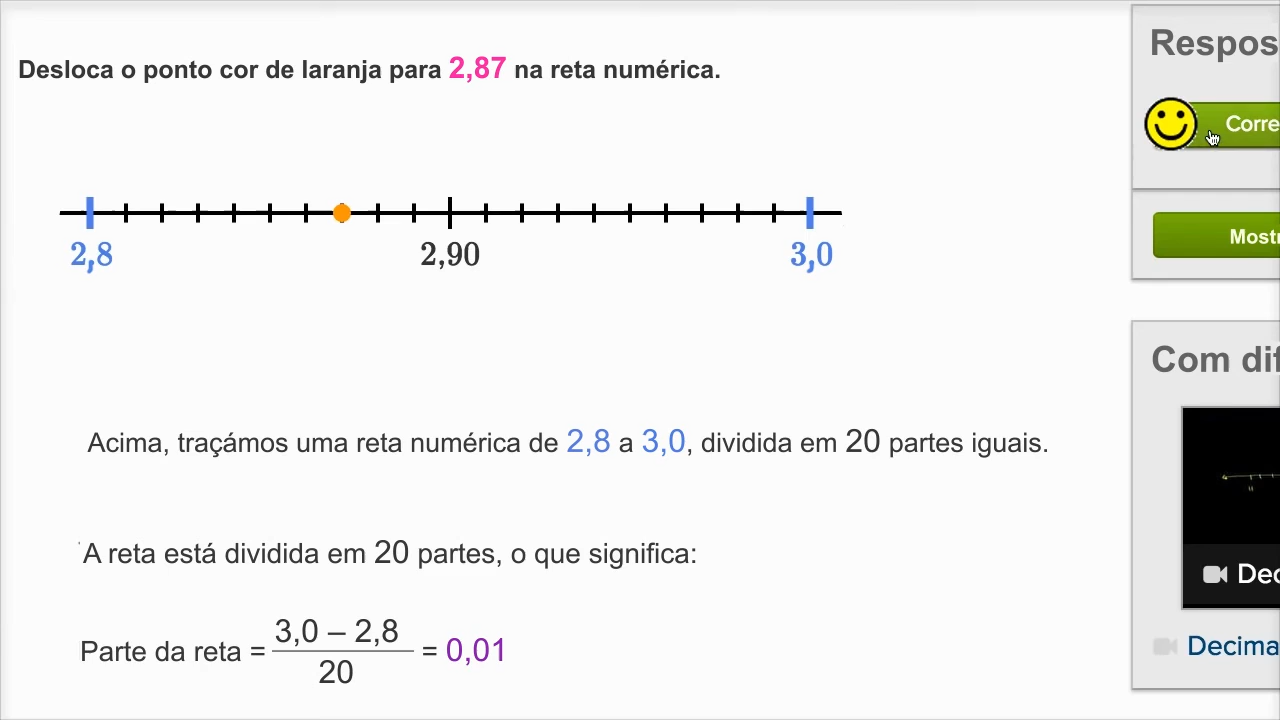 Desloca o ponto cor de laranja para 2,87 na reta numérica.
2,8 2,90 3,0
Acima, traçámos uma reta numérica de 2,8 a 3,0, dividida em 20 partes iguais.
A reta está dividida em 20 partes, o que significa:
Parte da reta = 3,0 – 2,8 / 20 = 0,01
Respos
Corre
Most
Com dif
Dec
Decima